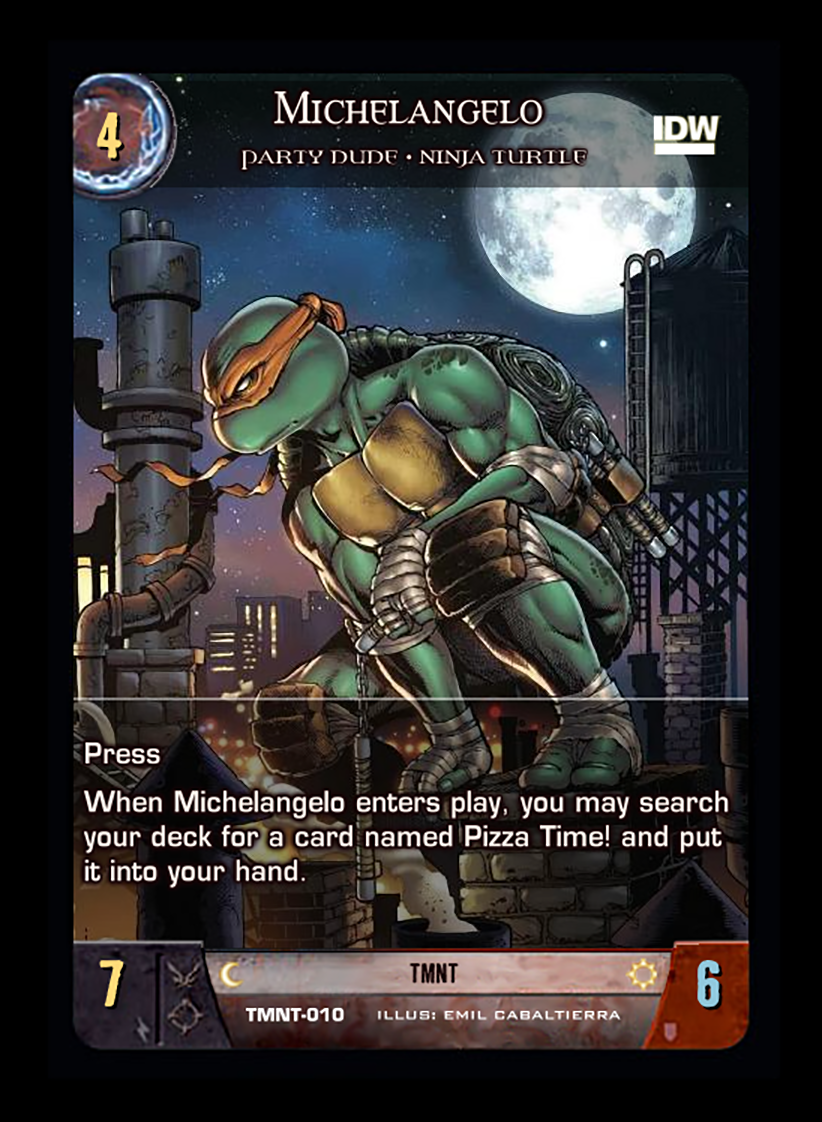 4
Michelangelo
Party Dude • Ninja Turtle
IDW
Press
When Michelangelo enters play, you may search
your deck for a card named Pizza Time! and put
it into your hand.
7
TMNT
6
TMNT-010 ILLUS: EMIL CABALTIERRA